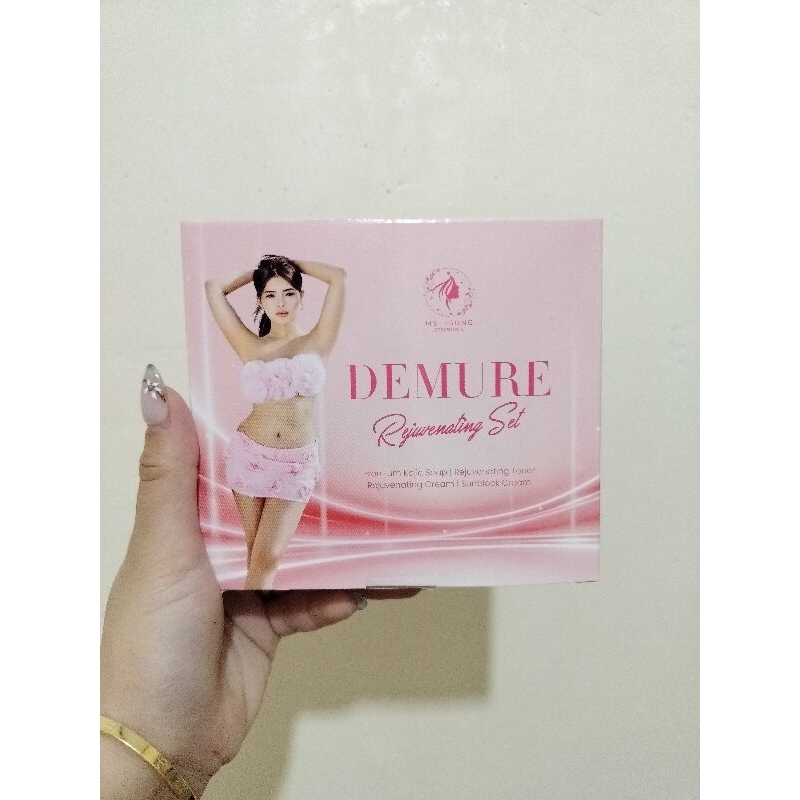 DEMURE
Rejuvenating Set
Kojic Soap | Rejuvenating Toner
Rejuvenating Cream | Sunblock Cream